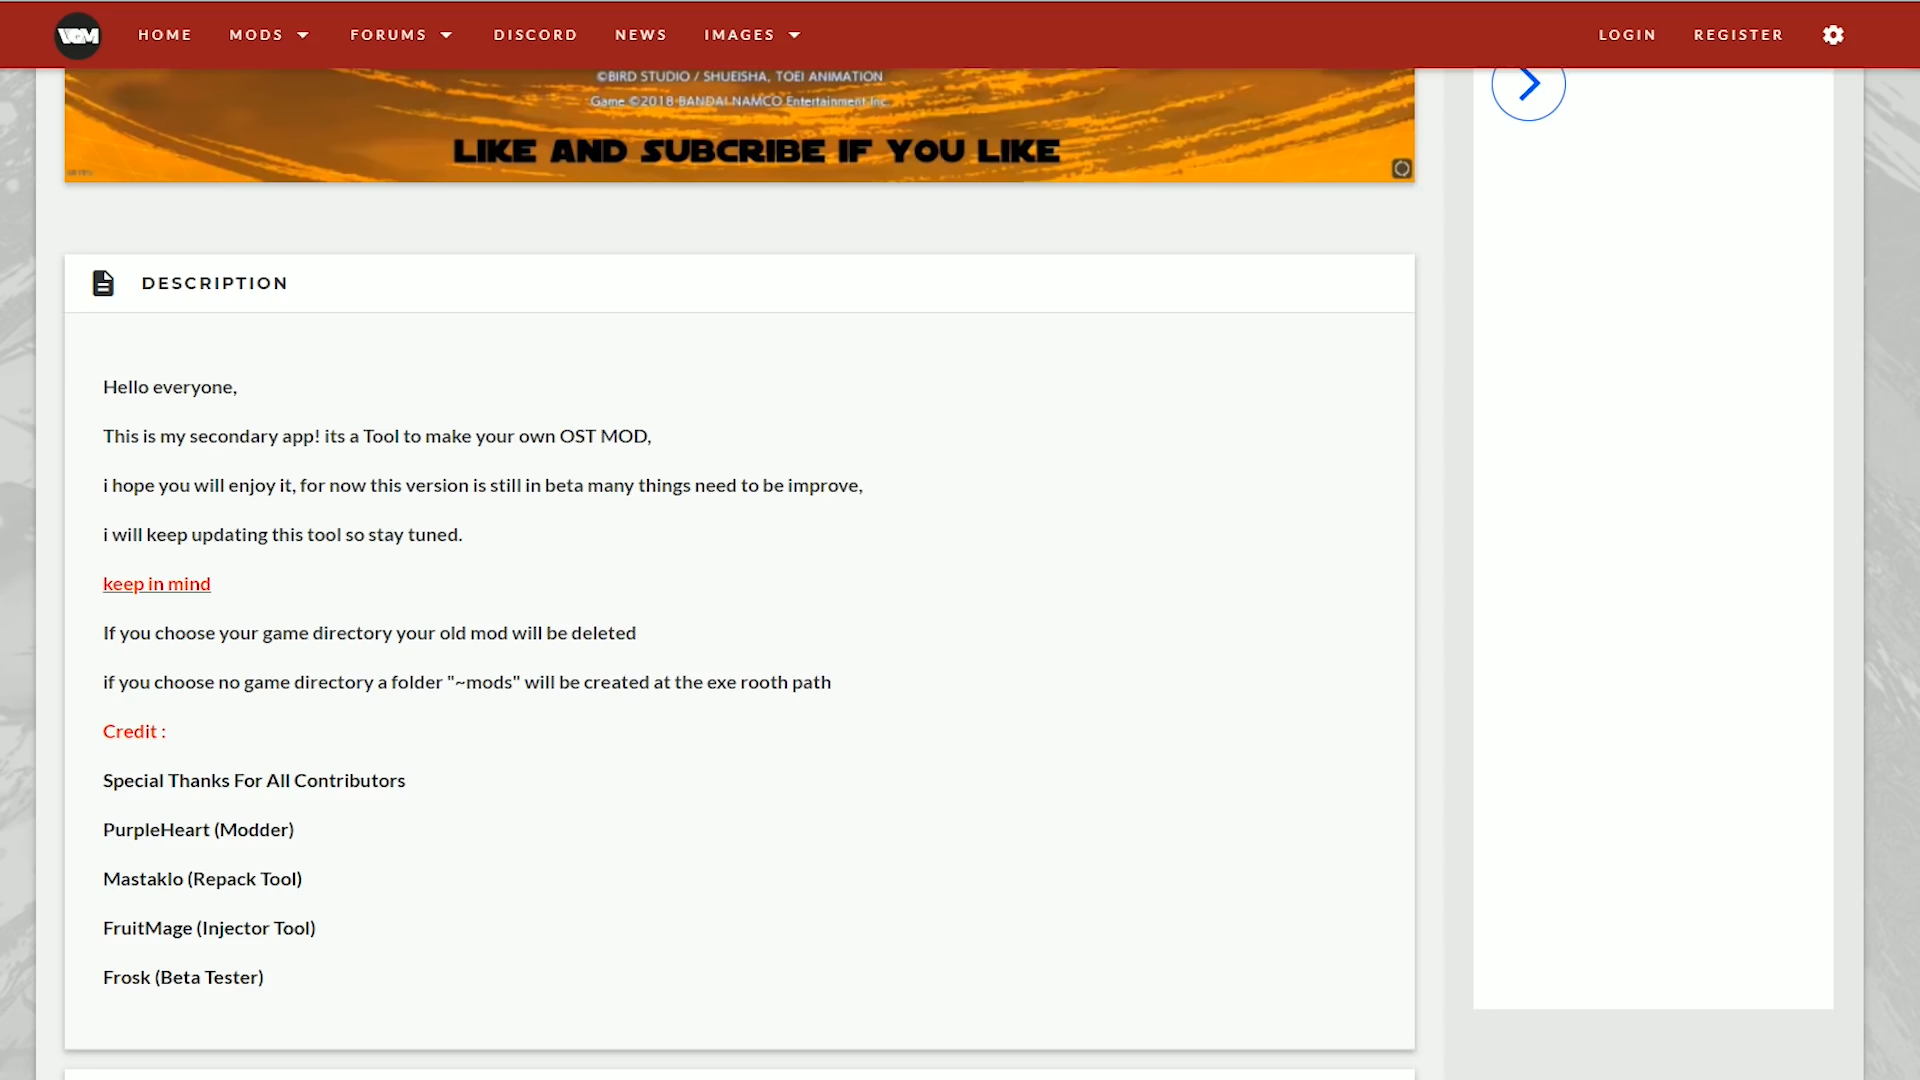 VGM
HOME MODS FORUMS DISCORD NEWS IMAGES LOGIN REGISTER
©BIRD STUDIO / SHUEISHA, TOEI ANIMATION
Game ©2018 BANDAI NAMCO Entertainment Inc.
LIKE AND SUBCRIBE IF YOU LIKE
DESCRIPTION
Hello everyone,
This is my secondary app! its a Tool to make your own OST MOD,
i hope you will enjoy it, for now this version is still in beta many things need to be improve,
i will keep updating this tool so stay tuned.
keep in mind
If you choose your game directory your old mod will be deleted
if you choose no game directory a folder "~mods" will be created at the exe rooth path
Credit :
Special Thanks For All Contributors
PurpleHeart (Modder)
Mastaklo (Repack Tool)
FruitMage (Injector Tool)
Frosk (Beta Tester)